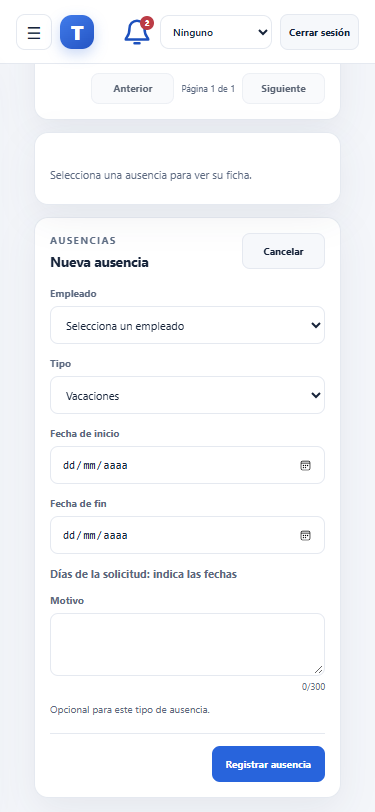 ☰ T 2 Ninguno Cerrar sesión
Anterior Página 1 de 1 Siguiente
Selecciona una ausencia para ver su ficha.
AUSENCIAS
Nueva ausencia
Cancelar
Empleado
Selecciona un empleado
Tipo
Vacaciones
Fecha de inicio
dd/mm/aaaa
Fecha de fin
dd/mm/aaaa
Días de la solicitud: indica las fechas
Motivo
0/300
Opcional para este tipo de ausencia.
Registrar ausencia